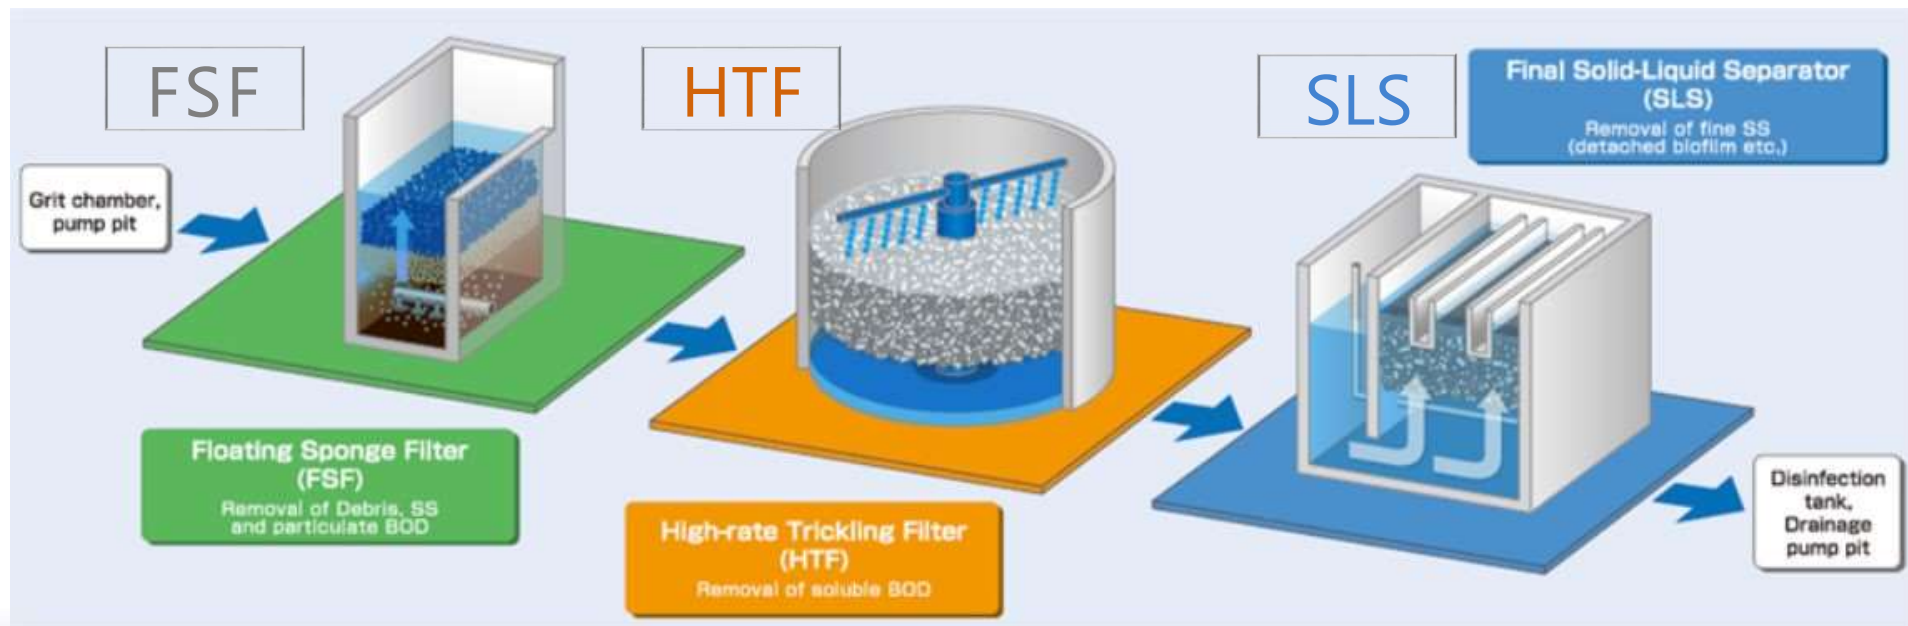 FSF
HTF
SLS
Final Solid-Liquid Separator
(SLS)
Removal of fine SS
(detached biofilm etc.)
Grit chamber,
pump pit
Floating Sponge Filter
(FSF)
Removal of Debris, SS
and particulate BOD
High-rate Trickling Filter
(HTF)
Removal of soluble BOD
Disinfection
tank,
Drainage
pump pit